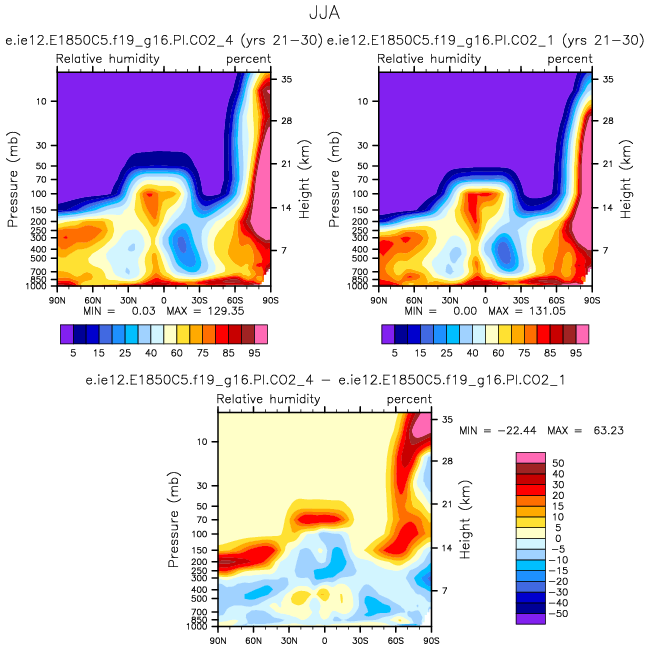 JJA
e.ie12.E1850C5.f19_g16.PI.CO2_4 (yrs 21−30) e.ie12.E1850C5.f19_g16.PI.CO2_1 (yrs 21−30)
Relative humidity percent Relative humidity percent
Pressure (mb) 10 30 50 70 100 150 200 250 300 400 500 700 850 1000
Height (km) 35 28 21 14 7
Pressure (mb) 10 30 50 70 100 150 200 250 300 400 500 700 850 1000
Height (km) 35 28 21 14 7
90N 60N 30N 0 30S 60S 90S 90N 60N 30N 0 30S 60S 90S
MIN = 0.03 MAX = 129.35 MIN = 0.00 MAX = 131.05
5 15 25 40 60 75 85 95 5 15 25 40 60 75 85 95
e.ie12.E1850C5.f19_g16.PI.CO2_4 − e.ie12.E1850C5.f19_g16.PI.CO2_1
Relative humidity percent
Pressure (mb) 10 30 50 70 100 150 200 250 300 400 500 700 850 1000
Height (km) 35 28 21 14 7
90N 60N 30N 0 30S 60S 90S
MIN = −22.44 MAX = 63.23
50
40
30
20
15
10
5
0
−5
−10
−15
−20
−30
−40
−50